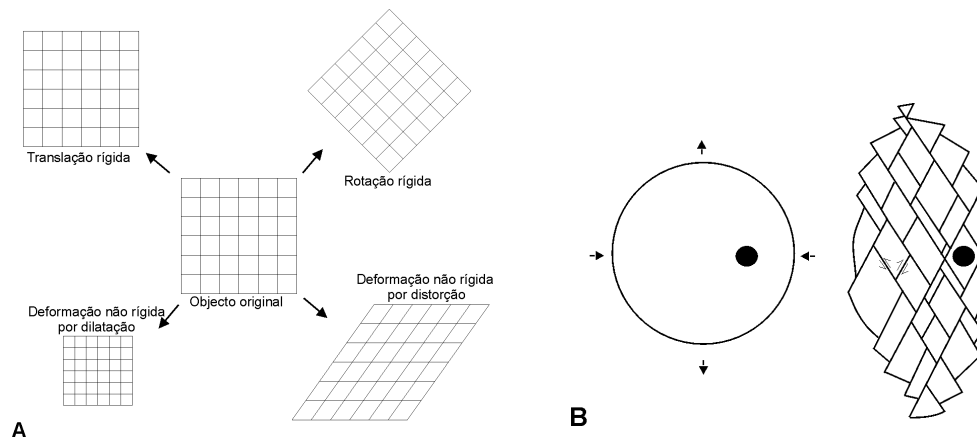 Translação rígida
Rotação rígida
Objecto original
Deformação não rígida
por dilatação
Deformação não rígida
por distorção
A
B